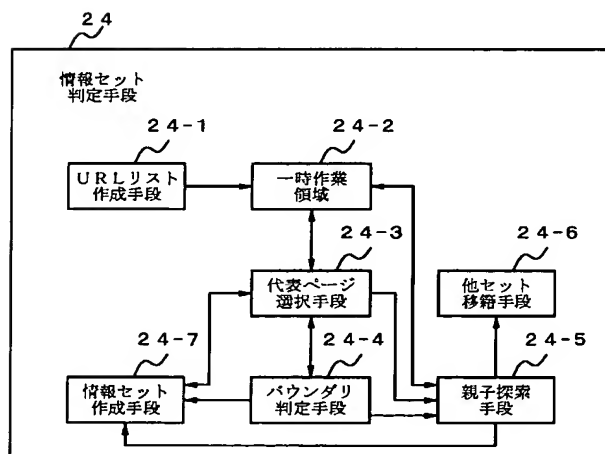 24
情報セット
判定手段
24-1
24-2
URLリスト
作成手段
一時作業
領域
24-3
24-6
代表ページ
選択手段
他セット
移籍手段
24-7
24-4
24-5
情報セット
作成手段
バウンダリ
判定手段
親子探索
手段